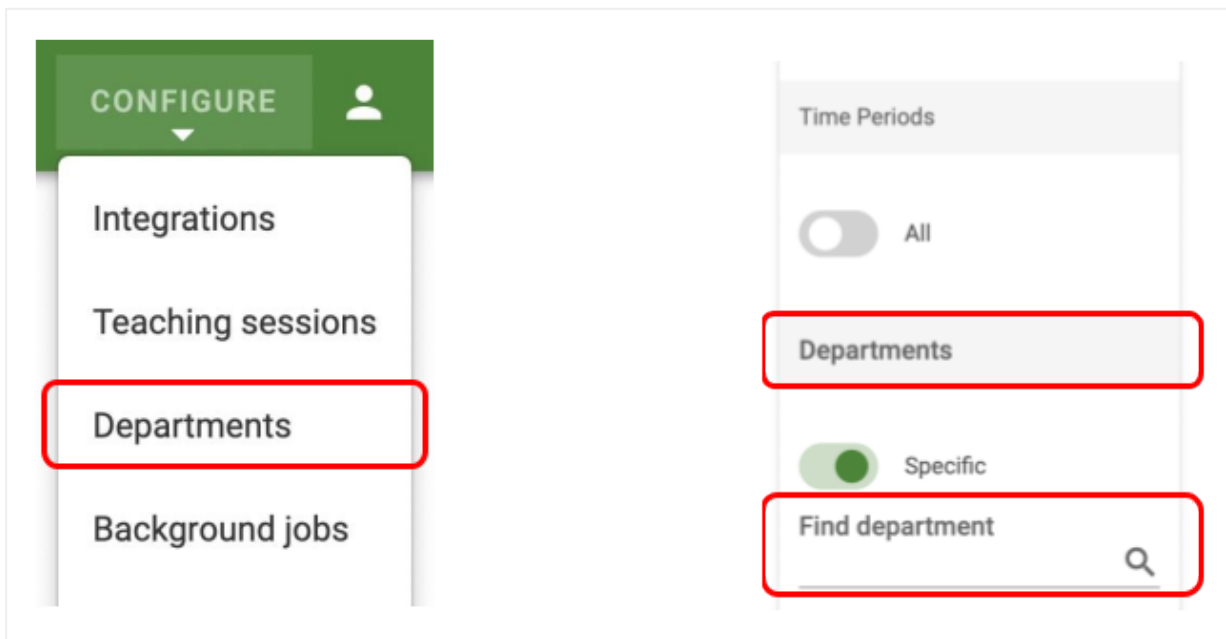 CONFIGURE
Integrations
Teaching sessions
Departments
Background jobs
Time Periods
All
Departments
Specific
Find department